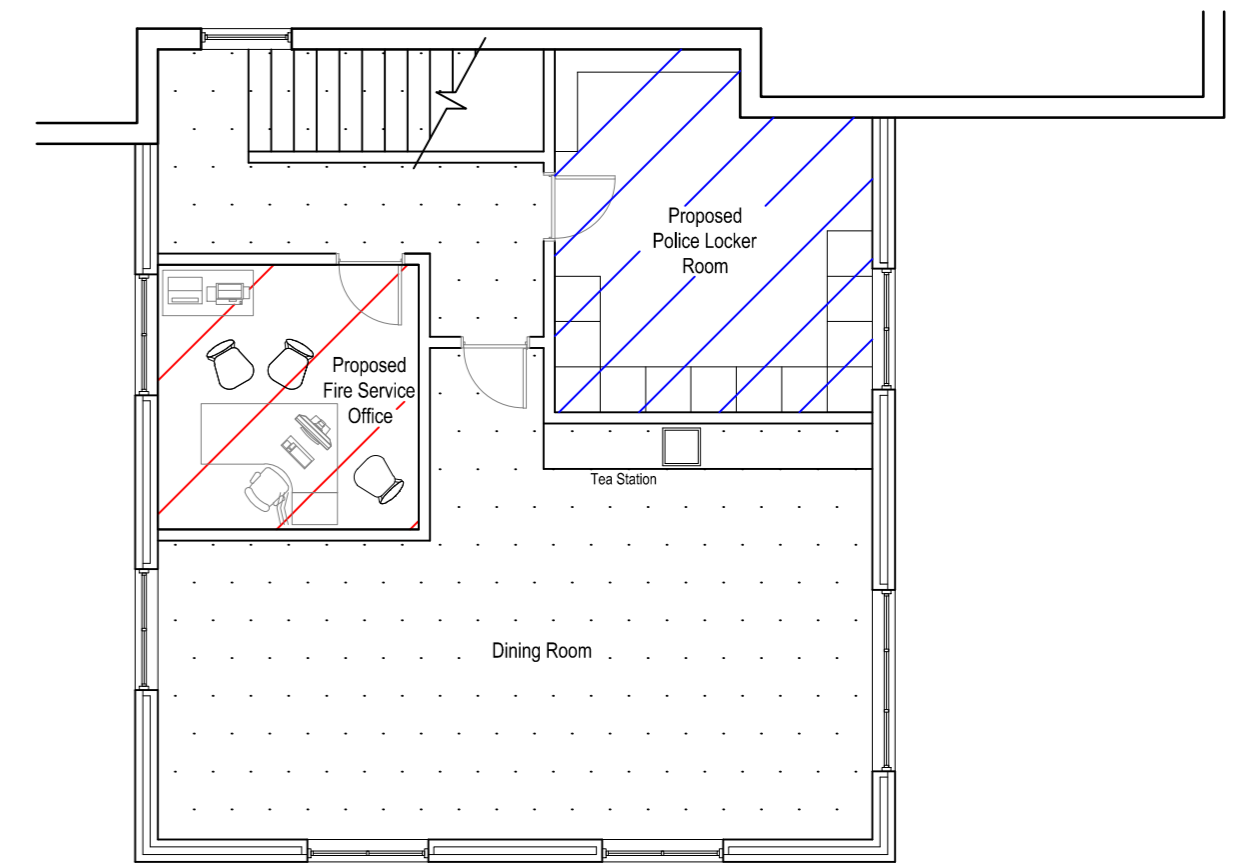 Proposed
Police Locker
Room
Proposed
Fire Service
Office
Tea Station
Dining Room